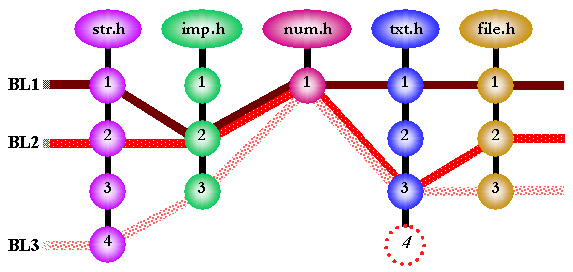 str.h imp.h num.h txt.h file.h
BL1 1 1 1 1 1
BL2 2 2 2 2
3 3 3 3
BL3 4 4